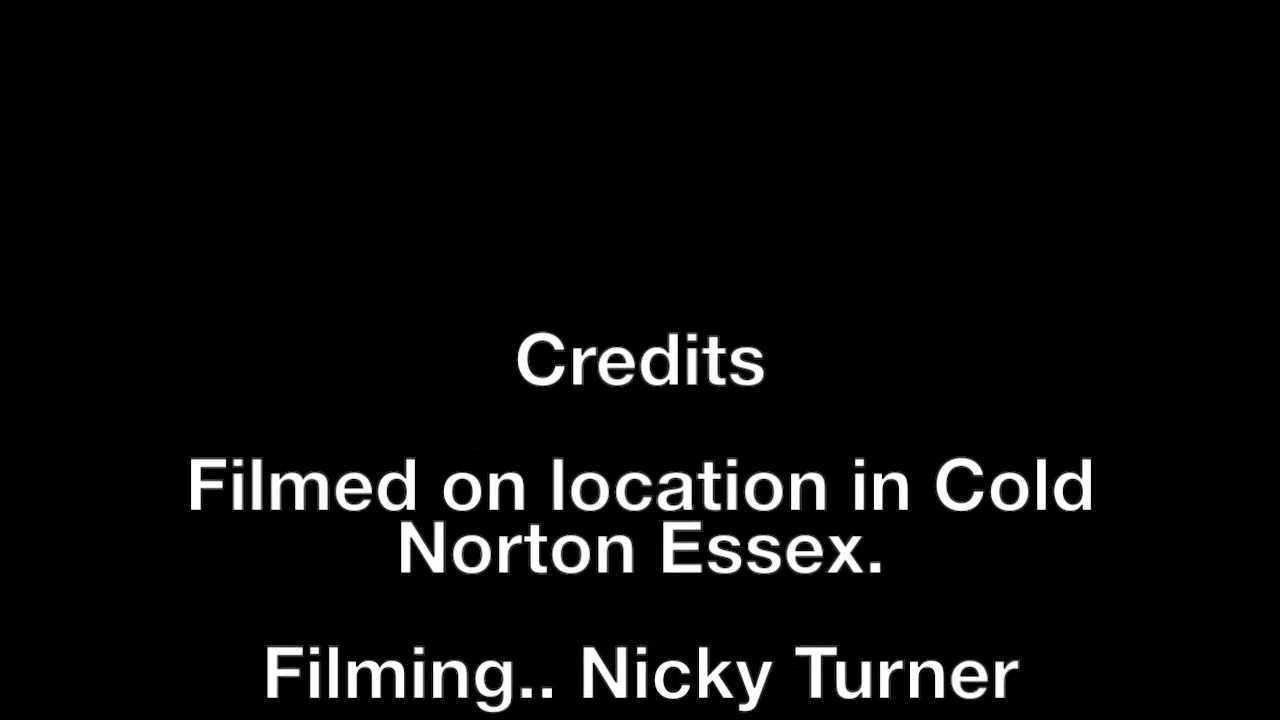 Credits
Filmed on location in Cold
Norton Essex.
Filming.. Nicky Turner